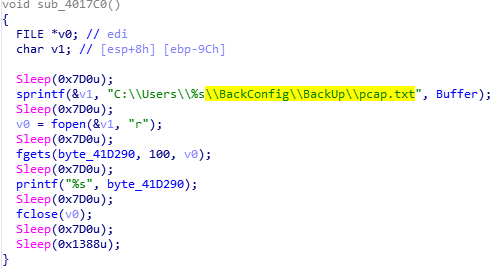 void sub_4017C0()
{
FILE *v0; // edi
char v1; // [esp+8h] [ebp-9Ch]
Sleep(0x7D0u);
sprintf(&v1, "C:\\Users\\%s\\BackConfig\\BackUp\\pcap.txt", Buffer);
Sleep(0x7D0u);
v0 = fopen(&v1, "r");
Sleep(0x7D0u);
fgets(byte_41D290, 100, v0);
Sleep(0x7D0u);
printf("%s", byte_41D290);
Sleep(0x7D0u);
fclose(v0);
Sleep(0x7D0u);
Sleep(0x1388u);
}